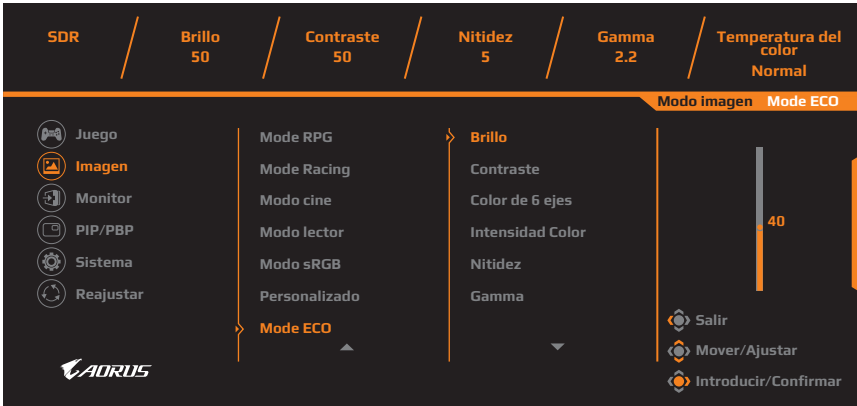 SDR
Brillo
50
Contraste
50
Nitidez
5
Gamma
2.2
Temperatura del
color
Normal
Modo imagen Mode ECO
Juego
Imagen
Monitor
PIP/PBP
Sistema
Reajustar
Mode RPG
Mode Racing
Modo cine
Modo lector
Modo sRGB
Personalizado
Mode ECO
Brillo
Contraste
Color de 6 ejes
Intensidad Color
Nitidez
Gamma
40
Salir
Mover/Ajustar
Introducir/Confirmar
AORUS